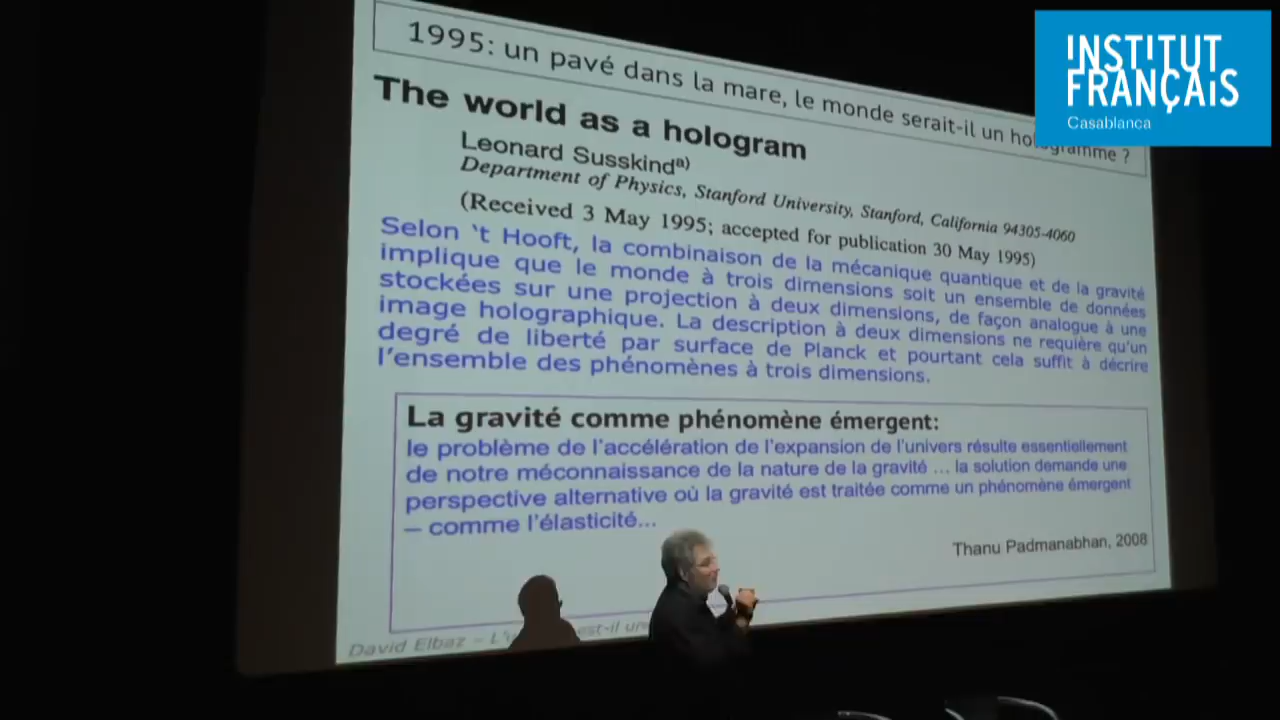 1995: un pavé dans la mare, le monde serait-il un hologramme ?
The world as a hologram
Leonard Susskind a)
Department of Physics, Stanford University, Stanford, California 94305-4060
(Received 3 May 1995; accepted for publication 30 May 1995)
Selon 't Hooft, la combinaison de la mécanique quantique et de la gravité
implique que le monde à trois dimensions soit un ensemble de données
stockées sur une projection à deux dimensions, de façon analogue à une
image holographique. La description à deux dimensions ne requière qu'un
degré de liberté par surface de Planck et pourtant cela suffit à décrire
l'ensemble des phénomènes à trois dimensions.
La gravité comme phénomène émergent:
le problème de l'accélération de l'expansion de l'univers résulte essentiellement
de notre méconnaissance de la nature de la gravité ... la solution demande une
perspective alternative où la gravité est traitée comme un phénomène émergent
– comme l'élasticité...
Thanu Padmanabhan, 2008
David Elbaz – est-il
INSTITUT
FRANÇAIS
Casablanca